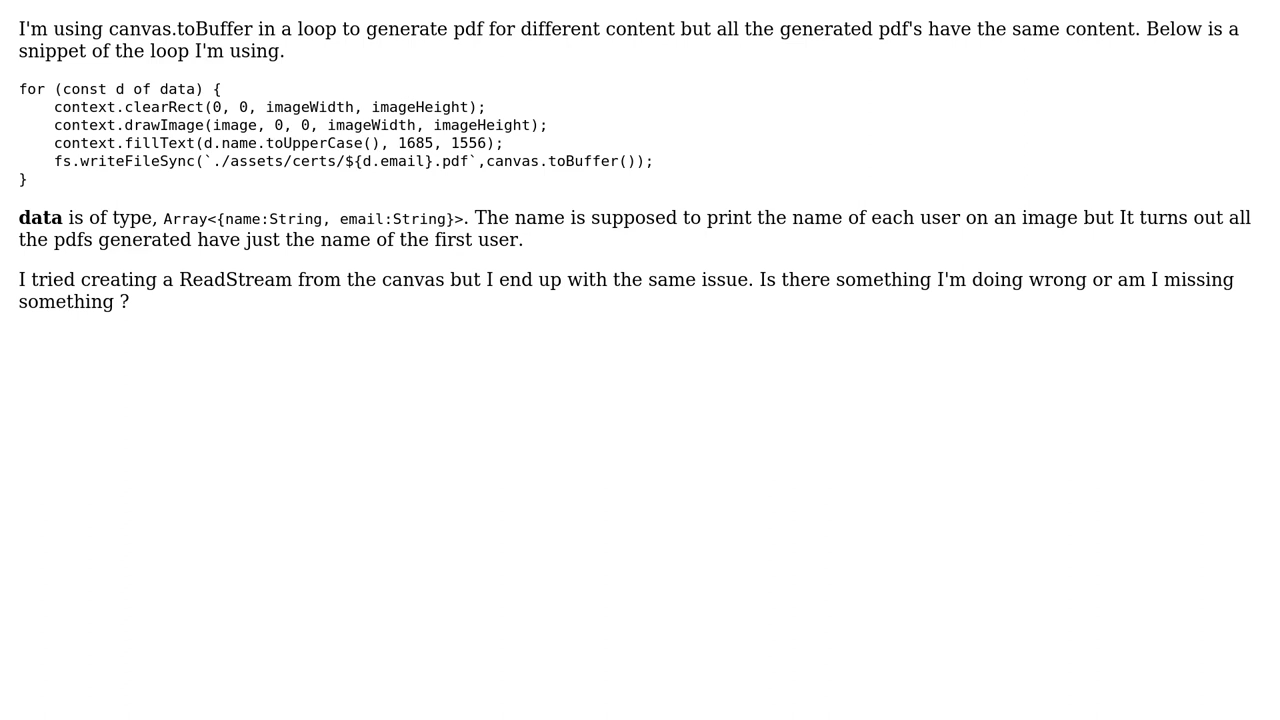 I'm using canvas.toBuffer in a loop to generate pdf for different content but all the generated pdf's have the same content. Below is a
snippet of the loop I'm using.
for (const d of data) {
    context.clearRect(0, 0, imageWidth, imageHeight);
    context.drawImage(image, 0, 0, imageWidth, imageHeight);
    context.fillText(d.name.toUpperCase(), 1685, 1556);
    fs.writeFileSync(`./assets/certs/${d.email}.pdf`,canvas.toBuffer());
}
data is of type, Array<{name:String, email:String}>. The name is supposed to print the name of each user on an image but It turns out all
the pdfs generated have just the name of the first user.
I tried creating a ReadStream from the canvas but I end up with the same issue. Is there something I'm doing wrong or am I missing
something ?